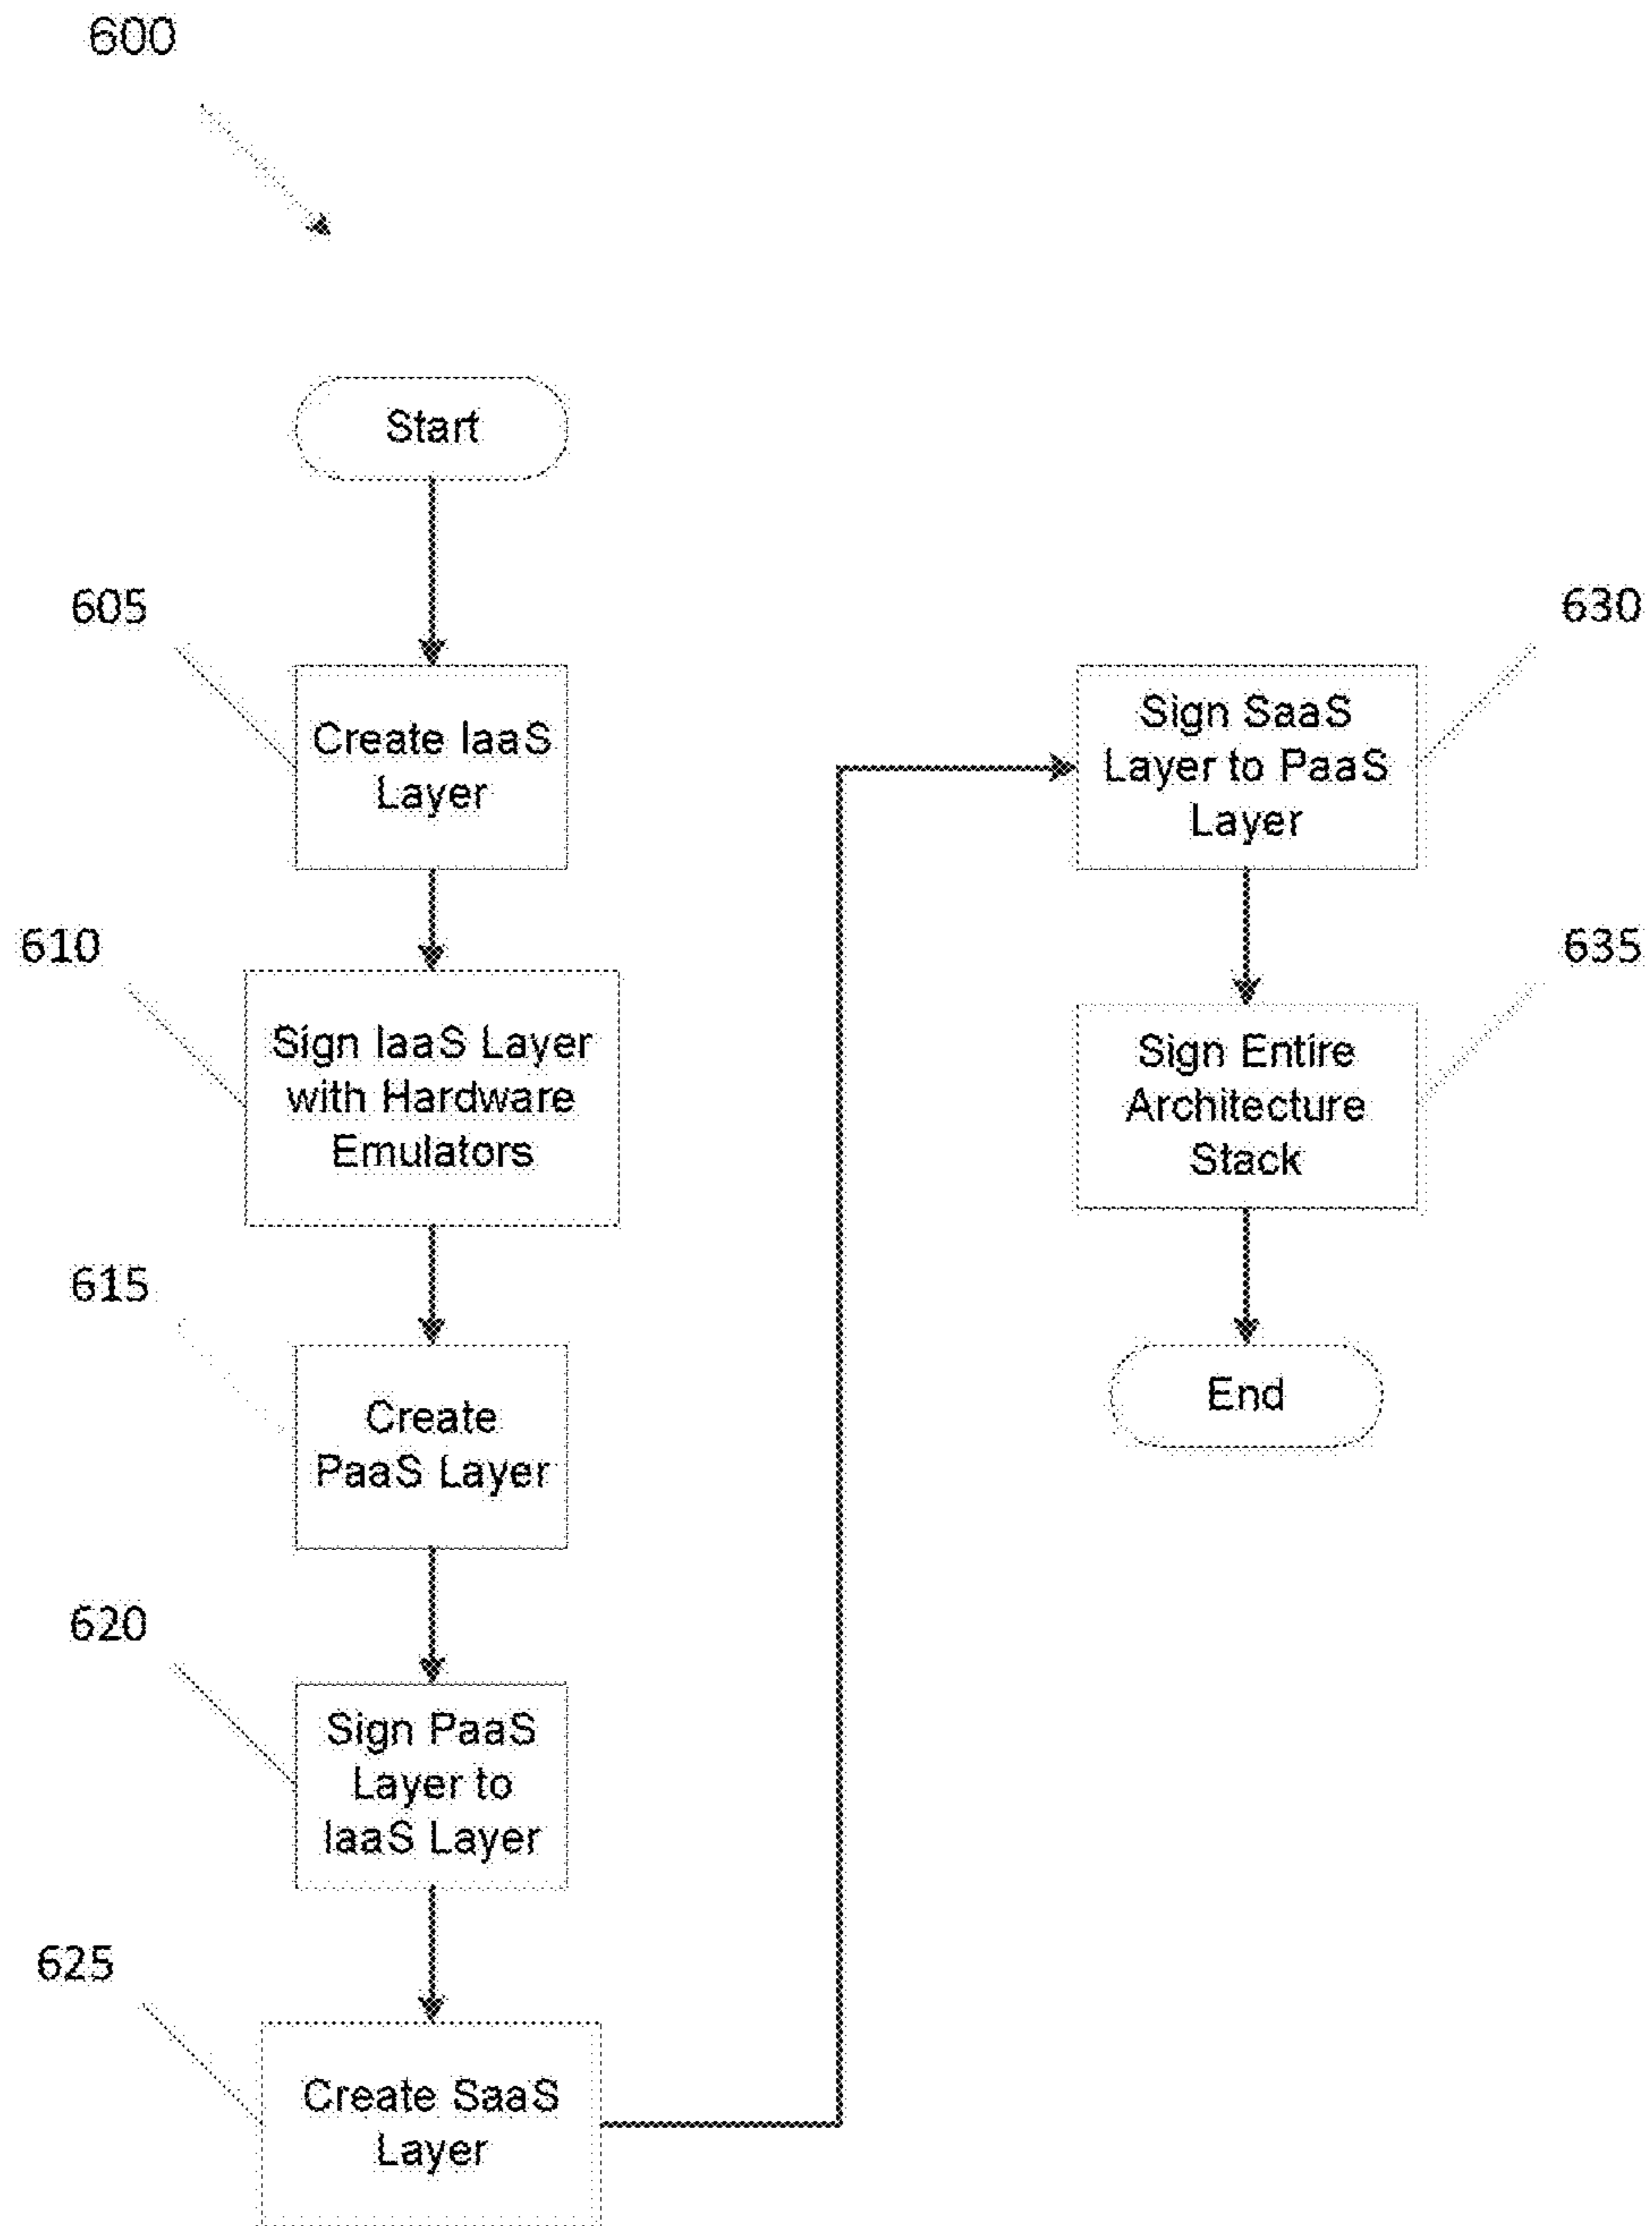 600
Start
605
Create IaaS
Layer
610
Sign IaaS Layer
with Hardware
Emulators
615
Create
PaaS Layer
620
Sign PaaS
Layer to
IaaS Layer
625
Create SaaS
Layer
630
Sign SaaS
Layer to PaaS
Layer
635
Sign Entire
Architecture
Stack
End